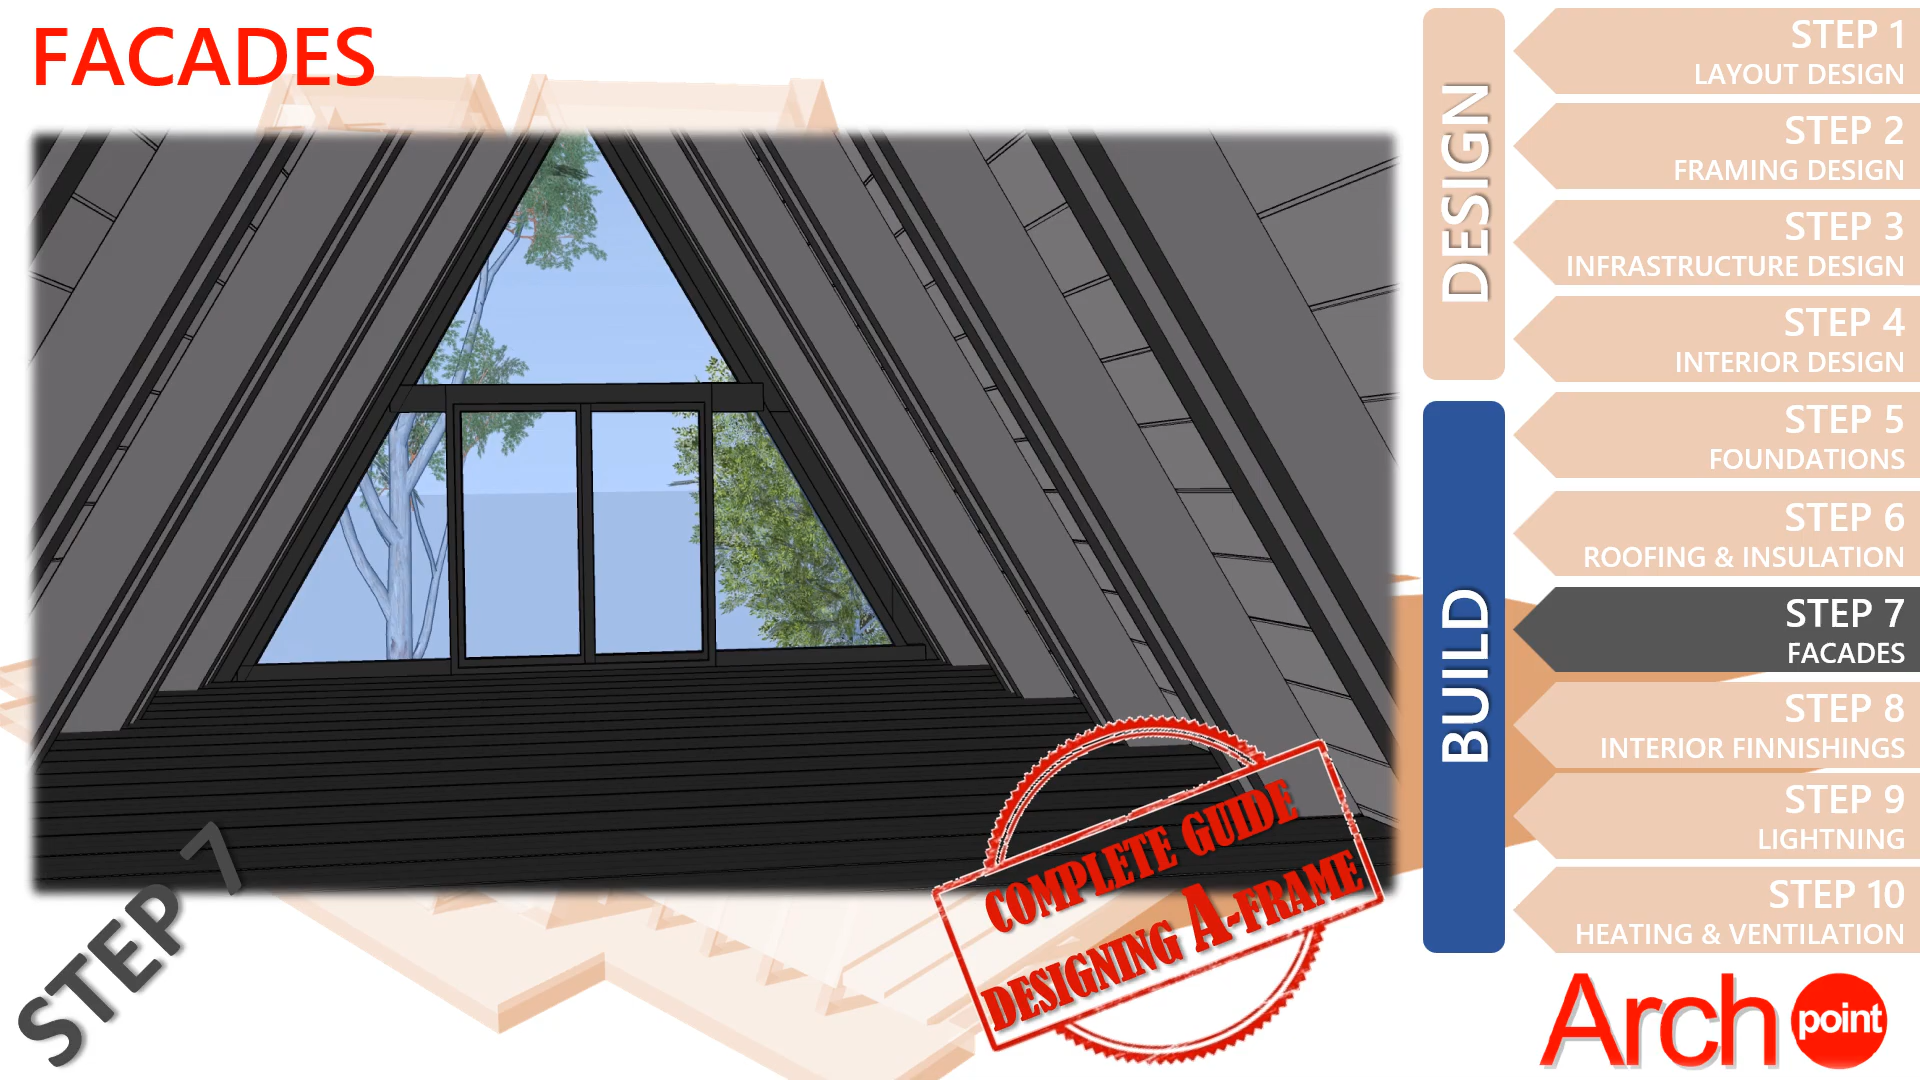 FACADES
STEP 7
COMPLETE GUIDE
DESIGNING A-FRAME
DESIGN
BUILD
STEP 1
LAYOUT DESIGN
STEP 2
FRAMING DESIGN
STEP 3
INFRASTRUCTURE DESIGN
STEP 4
INTERIOR DESIGN
STEP 5
FOUNDATIONS
STEP 6
ROOFING & INSULATION
STEP 7
FACADES
STEP 8
INTERIOR FINNISHINGS
STEP 9
LIGHTNING
STEP 10
HEATING & VENTILATION
Arch point